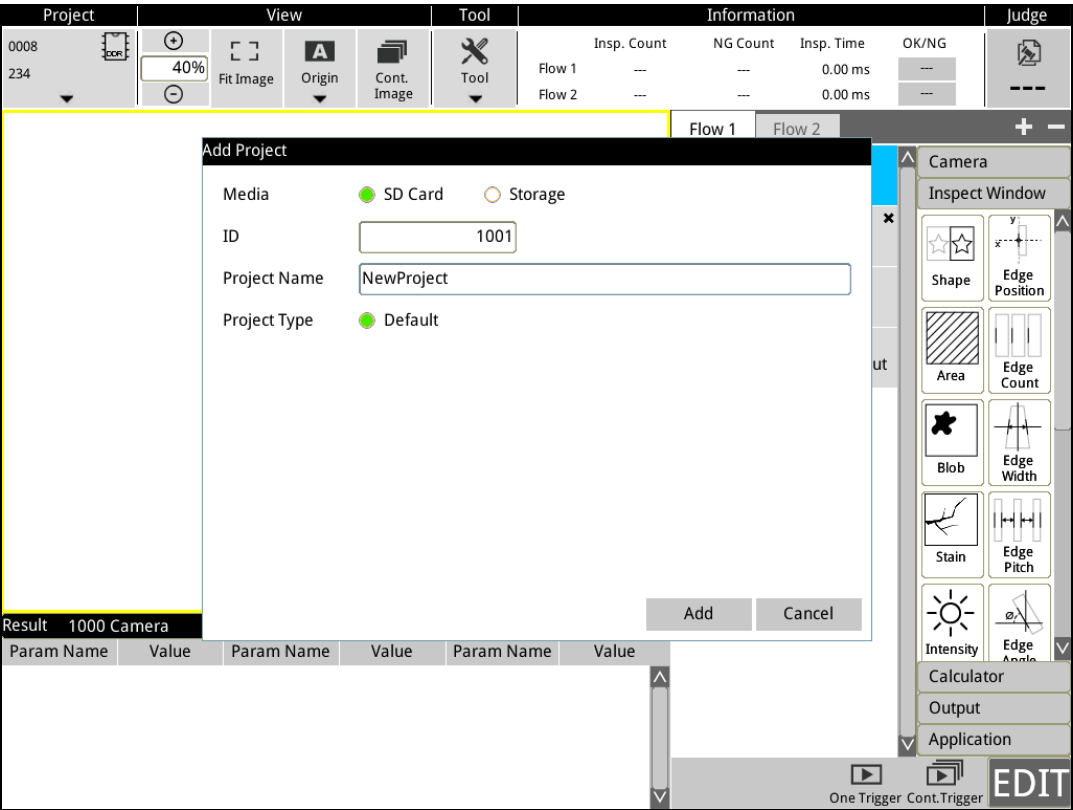 Project View Tool Information Judge
0008
DDR
234
40%
Fit Image
A
Origin
Cont.
Image
Tool
Insp. Count NG Count Insp. Time OK/NG
Flow 1 --- --- 0.00 ms ---
Flow 2 --- --- 0.00 ms ---
---
Flow 1 Flow 2
Add Project
Media SD Card Storage
ID 1001
Project Name NewProject
Project Type Default
Add Cancel
ut
Camera
Inspect Window
Shape
y
x
Edge
Position
Area
Edge
Count
Blob
Edge
Width
Stain
Edge
Pitch
Intensity
ø
Edge
Angle
Calculator
Output
Application
Result 1000 Camera
Param Name Value Param Name Value Param Name Value
One Trigger Cont.Trigger EDIT